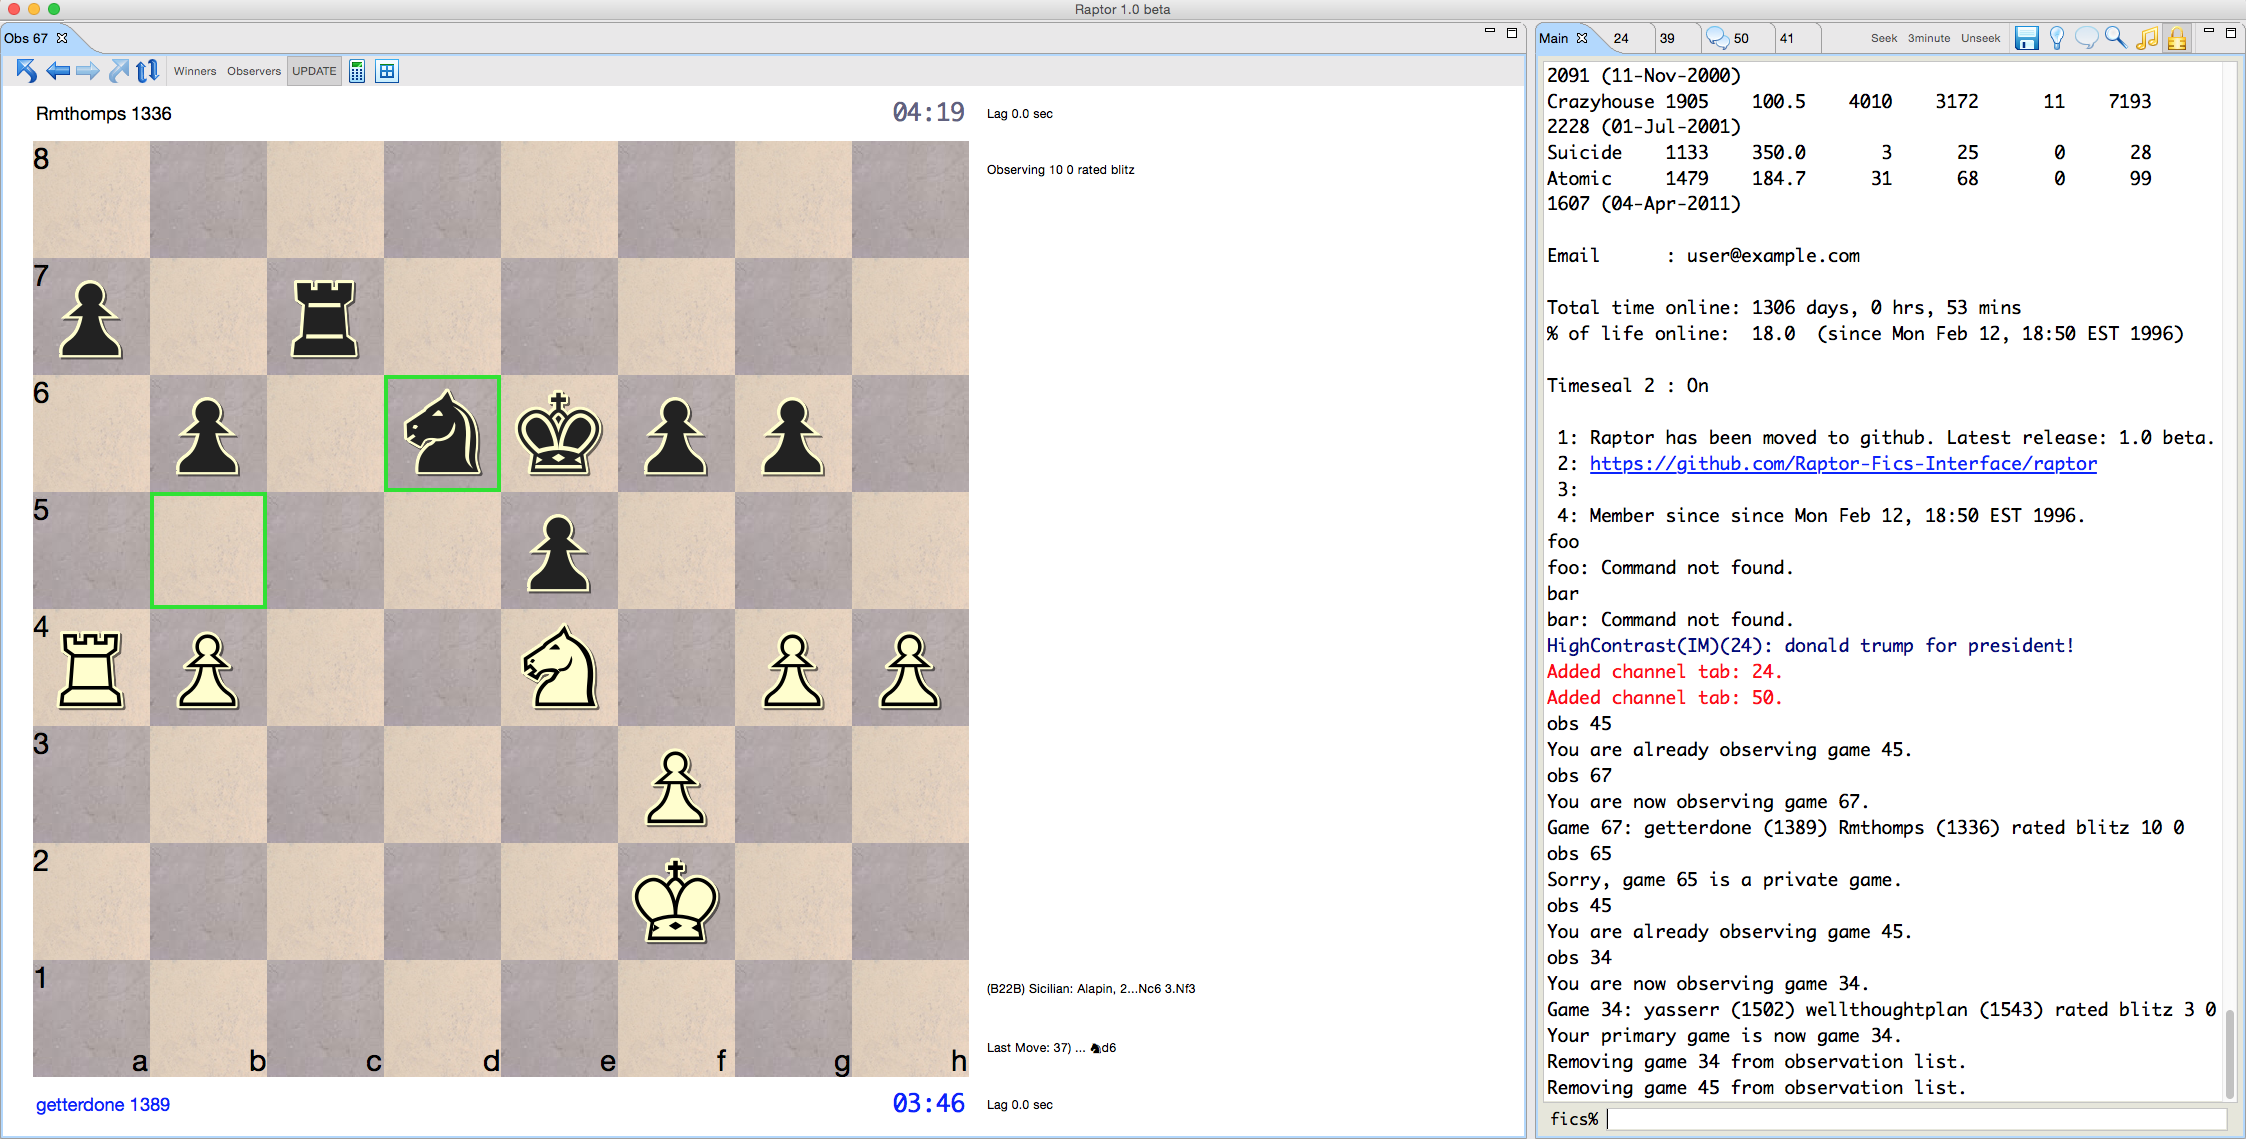 Raptor 1.0 beta
Obs 67
Winners Observers UPDATE
Rmthomps 1336 04:19 Lag 0.0 sec
Observing 10 0 rated blitz
8
7
6
5
4
3
2
1
a b c d e f g h
(B22B) Sicilian: Alapin, 2...Nc6 3.Nf3
Last Move: 37) ... ♞d6
getterdone 1389 03:46 Lag 0.0 sec
Main 24 39 50 41 Seek 3minute Unseek
2091 (11-Nov-2000)
Crazyhouse 1905 100.5 4010 3172 11 7193
2228 (01-Jul-2001)
Suicide 1133 350.0 3 25 0 28
Atomic 1479 184.7 31 68 0 99
1607 (04-Apr-2011)
Email : user@example.com
Total time online: 1306 days, 0 hrs, 53 mins
% of life online: 18.0 (since Mon Feb 12, 18:50 EST 1996)
Timeseal 2 : On
1: Raptor has been moved to github. Latest release: 1.0 beta.
2: https://github.com/Raptor-Fics-Interface/raptor
3:
4: Member since since Mon Feb 12, 18:50 EST 1996.
foo
foo: Command not found.
bar
bar: Command not found.
HighContrast(IM)(24): donald trump for president!
Added channel tab: 24.
Added channel tab: 50.
obs 45
You are already observing game 45.
obs 67
You are now observing game 67.
Game 67: getterdone (1389) Rmthomps (1336) rated blitz 10 0
obs 65
Sorry, game 65 is a private game.
obs 45
You are already observing game 45.
obs 34
You are now observing game 34.
Game 34: yasserr (1502) wellthoughtplan (1543) rated blitz 3 0
Your primary game is now game 34.
Removing game 34 from observation list.
Removing game 45 from observation list.
fics%